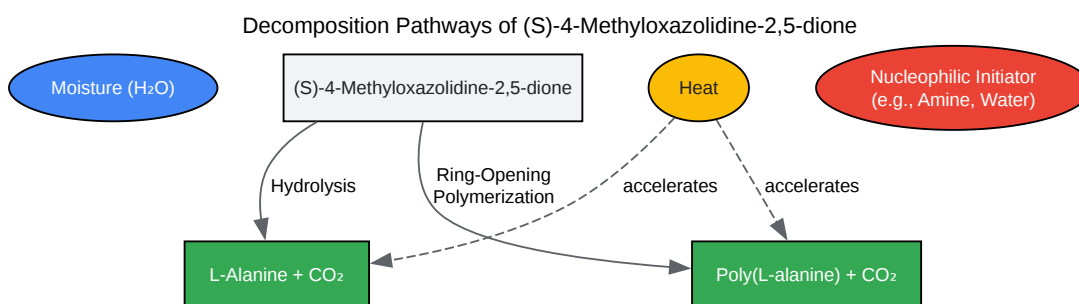 Decomposition Pathways of (S)-4-Methyloxazolidine-2,5-dione
Moisture (H₂O)
(S)-4-Methyloxazolidine-2,5-dione
Heat
Nucleophilic Initiator
(e.g., Amine, Water)
Hydrolysis
Ring-Opening
Polymerization
accelerates
accelerates
L-Alanine + CO₂
Poly(L-alanine) + CO₂